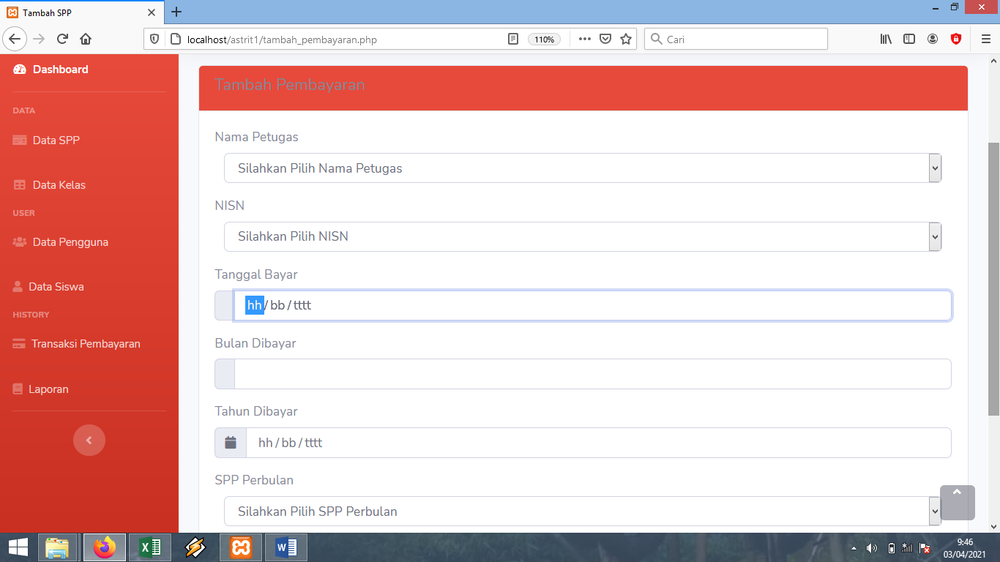 Tambah SPP
localhost/astrit1/tambah_pembayaran.php
110%
Cari
Dashboard
DATA
Data SPP
Data Kelas
USER
Data Pengguna
Data Siswa
HISTORY
Transaksi Pembayaran
Laporan
Tambah Pembayaran
Nama Petugas
Silahkan Pilih Nama Petugas
NISN
Silahkan Pilih NISN
Tanggal Bayar
hh / bb / tttt
Bulan Dibayar
Tahun Dibayar
hh / bb / tttt
SPP Perbulan
Silahkan Pilih SPP Perbulan
9:46
03/04/2021